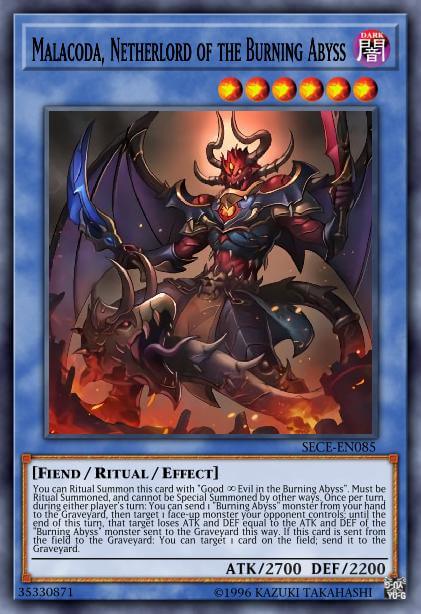 MALACODA, NETHERLORD OF THE BURNING ABYSS
DARK
闇
SECE-EN085
[FIEND / RITUAL / EFFECT]
You can Ritual Summon this card with "Good ∞ Evil in the Burning Abyss". Must be
Ritual Summoned, and cannot be Special Summoned by other ways. Once per turn,
during either player's turn: You can send 1 "Burning Abyss" monster from your hand
to the Graveyard, then target 1 face-up monster your opponent controls; until the
end of this turn, that target loses ATK and DEF equal to the ATK and DEF of the
"Burning Abyss" monster sent to the Graveyard this way. If this card is sent from
the field to the Graveyard: You can target 1 card on the field; send it to the
Graveyard.
ATK/2700 DEF/2200
35330871
©1996 KAZUKI TAKAHASHI